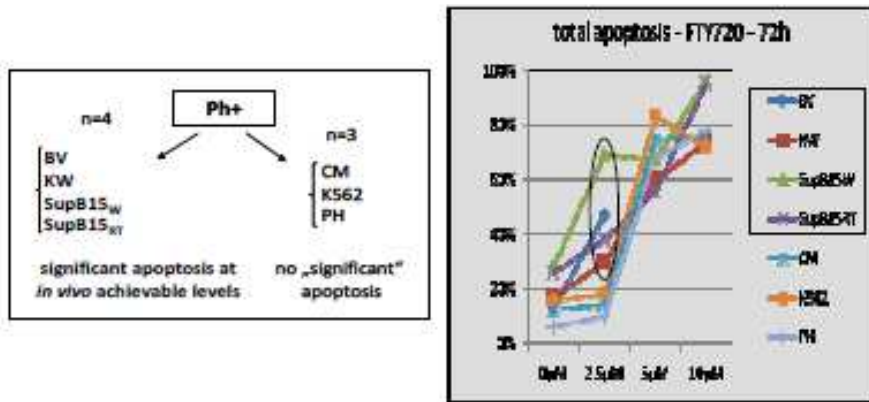 Ph+
n=4
n=3
BV
KW
SupB15W
SupB15RT
CM
K562
PH
significant apoptosis at
in vivo achievable levels
no „significant"
apoptosis
total apoptosis - FTY720 - 72h
100%
80%
60%
40%
20%
0%
0µM
2.5µM
5µM
10µM
BV
KW
SupB15W
SupB15RT
CM
K562
PH